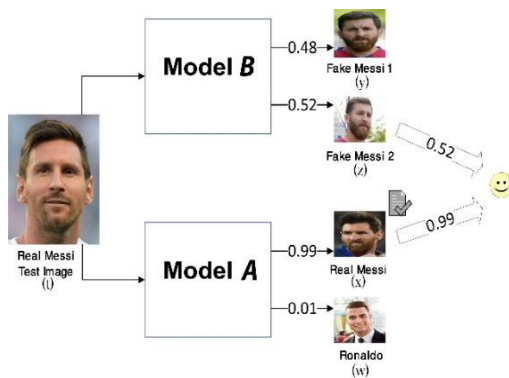 Model B
0.48
Fake Messi 1
(y)
0.52
Fake Messi 2
(z)
0.52
Real Messi
Test Image
(t)
Model A
0.99
Real Messi
(x)
0.99
0.01
Ronaldo
(w)